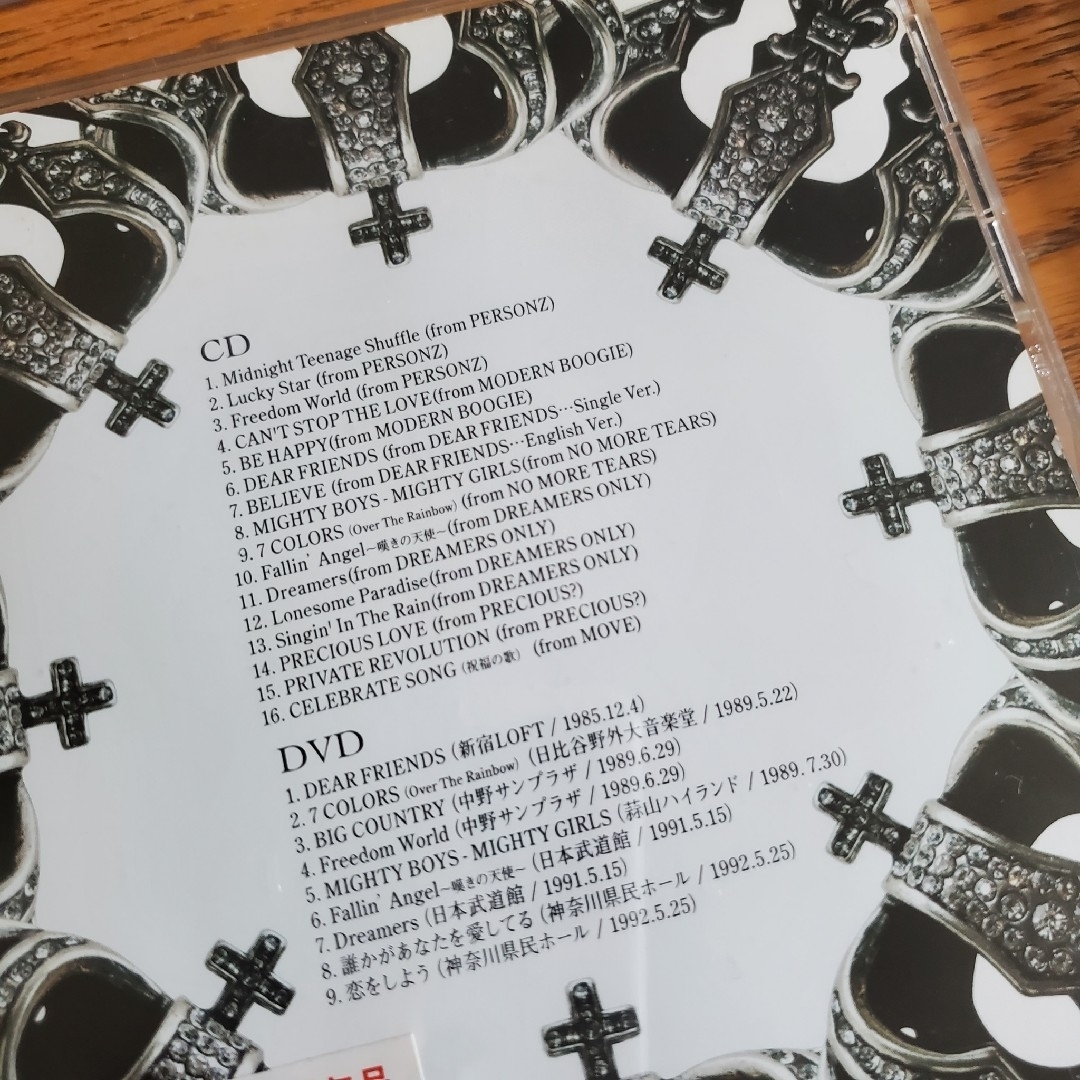 CD
1. Midnight Teenage Shuffle (from PERSONZ)
2. Lucky Star (from PERSONZ)
3. Freedom World (from PERSONZ)
4. CAN'T STOP THE LOVE(from MODERN BOOGIE)
5. BE HAPPY(from MODERN BOOGIE)
6. DEAR FRIENDS (from DEAR FRIENDS…Single Ver.)
7. BELIEVE (from DEAR FRIENDS…English Ver.)
8. MIGHTY BOYS - MIGHTY GIRLS(from NO MORE TEARS)
9. 7 COLORS (Over The Rainbow) (from NO MORE TEARS)
10. Fallin' Angel~嘆きの天使~(from DREAMERS ONLY)
11. Dreamers(from DREAMERS ONLY)
12. Lonesome Paradise(from DREAMERS ONLY)
13. Singin' In The Rain(from DREAMERS ONLY)
14. PRECIOUS LOVE (from PRECIOUS?)
15. PRIVATE REVOLUTION (from PRECIOUS?)
16. CELEBRATE SONG (祝福の歌) (from MOVE)
DVD
1. DEAR FRIENDS (新宿LOFT / 1985.12.4)
2. 7 COLORS (Over The Rainbow) (日比谷野外大音楽堂 / 1989.5.22)
3. BIG COUNTRY (中野サンプラザ / 1989.6.29)
4. Freedom World (中野サンプラザ / 1989.6.29)
5. MIGHTY BOYS - MIGHTY GIRLS (蒜山ハイランド / 1989.7.30)
6. Fallin' Angel~嘆きの天使~ (日本武道館 / 1991.5.15)
7. Dreamers (日本武道館 / 1991.5.15)
8. 誰かがあなたを愛してる (神奈川県民ホール / 1992.5.25)
9. 恋をしよう (神奈川県民ホール / 1992.5.25)